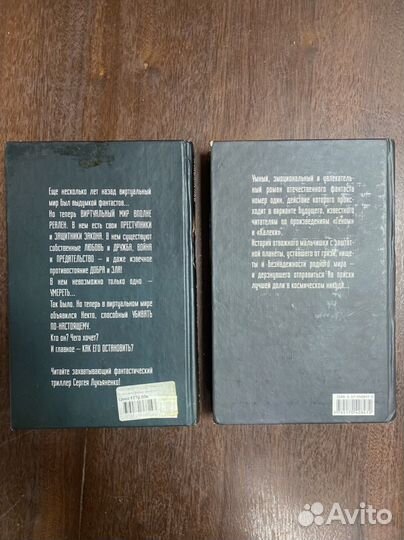 Еще несколько лет назад виртуальный
мир был выдумкой фантастов...
Но теперь ВИРТУАЛЬНЫЙ МИР ВПОЛНЕ
РЕАЛЕН. В нем есть свои ПРЕСТУПНИКИ
и ЗАЩИТНИКИ ЗАКОНА. В нем существуют
собственные ЛЮБОВЬ и ДРУЖБА, ВОЙНА
и ПРЕДАТЕЛЬСТВО – и даже извечное
противостояние ДОБРА и ЗЛА!
В нем невозможно только одно –
УМЕРЕТЬ...
Так было. Но теперь в виртуальном мире
объявился Некто, способный УБИВАТЬ
ПО-НАСТОЯЩЕМУ.
Кто он? Чего хочет?
И главное – КАК ЕГО ОСТАНОВИТЬ?
Читайте захватывающий фантастический
триллер Сергея Лукьяненко!
Умный, эмоциональный и увлекатель-
ный роман отечественного фантаста
номер один, действие которого проис-
ходит в варианте будущего, известного
читателям по произведениям «Геном»
и «Калеки».
История отважного мальчишки с захолт-
ной планеты, уставшего от грязи, нище-
ты и безнадежности родного мира –
и дерзнувшего отправиться на поиски
лучшей доли в космическом никуда...
Avito